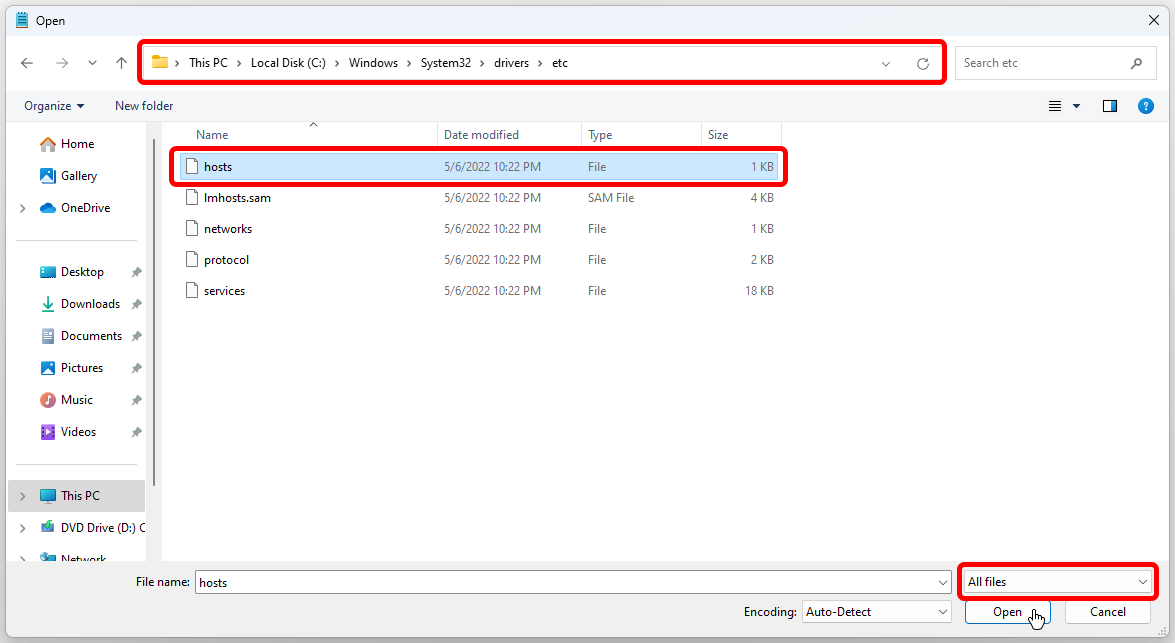 Open
This PC > Local Disk (C:) > Windows > System32 > drivers > etc
Search etc
Organize
New folder
Name Date modified Type Size
Home
Gallery
OneDrive
Desktop
Downloads
Documents
Pictures
Music
Videos
This PC
DVD Drive (D:) C
Network
hosts 5/6/2022 10:22 PM File 1 KB
lmhosts.sam 5/6/2022 10:22 PM SAM File 4 KB
networks 5/6/2022 10:22 PM File 1 KB
protocol 5/6/2022 10:22 PM File 2 KB
services 5/6/2022 10:22 PM File 18 KB
File name: hosts
All files
Encoding: Auto-Detect
Open
Cancel